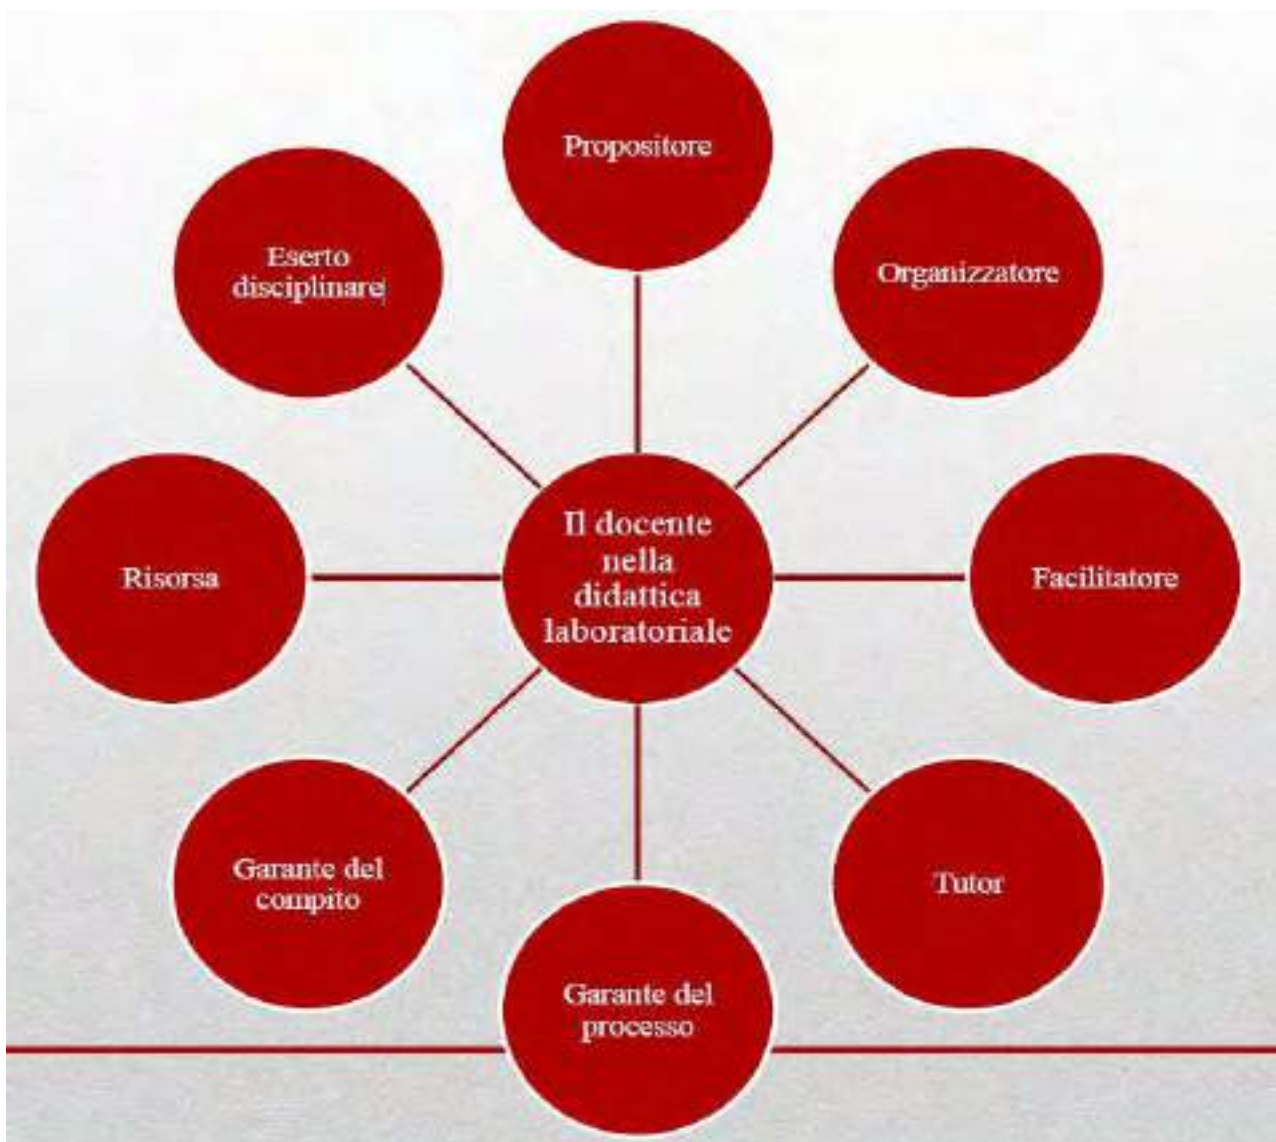 Propositore
Eserto
disciplinare
Organizzatore
Il docente
nella
didattica
laboratoriale
Risorsa
Facilitatore
Garante del
compito
Tutor
Garante del
processo